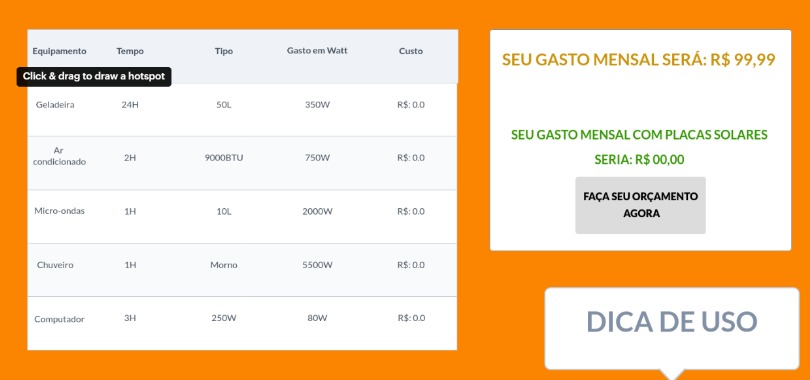 Equipamento Tempo Tipo Gasto em Watt Custo
Click & drag to draw a hotspot
Geladeira 24H 50L 350W R$: 0.0
Ar
condicionado 2H 9000BTU 750W R$: 0.0
Micro-ondas 1H 10L 2000W R$: 0.0
Chuveiro 1H Morno 5500W R$: 0.0
Computador 3H 250W 80W R$: 0.0
SEU GASTO MENSAL SERÁ: R$ 99,99
SEU GASTO MENSAL COM PLACAS SOLARES
SERIA: R$ 00,00
FAÇA SEU ORÇAMENTO
AGORA
DICA DE USO